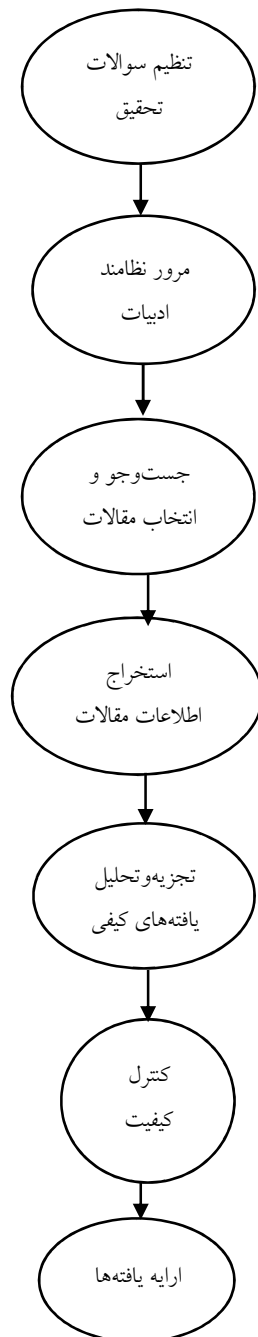 تنظیم سوالات
تحقیق
مرور نظامند
ادبیات
جست‌وجو و
انتخاب مقالات
استخراج
اطلاعات مقالات
تجزیه‌وتحلیل
یافته‌های کیفی
کنترل
کیفیت
ارایه یافته‌ها